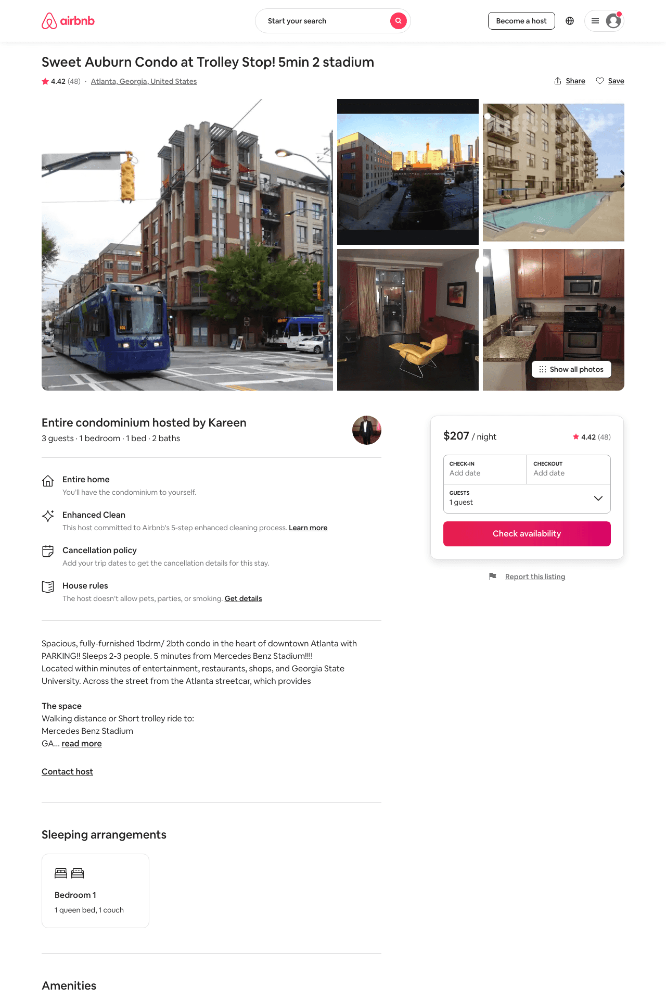 airbnb
Start your search
Become a host
Sweet Auburn Condo at Trolley Stop! 5min 2 stadium
4.42 (48) · Atlanta, Georgia, United States
Share
Save
Show all photos
Entire condominium hosted by Kareen
3 guests · 1 bedroom · 1 bed · 2 baths
$207 / night
4.42 (48)
CHECK-IN
Add date
CHECKOUT
Add date
GUESTS
1 guest
Check availability
Report this listing
Entire home
You’ll have the condominium to yourself.
Enhanced Clean
This host committed to Airbnb's 5-step enhanced cleaning process. Learn more
Cancellation policy
Add your trip dates to get the cancellation details for this stay.
House rules
The host doesn’t allow pets, parties, or smoking. Get details
Spacious, fully-furnished 1bdrm/ 2bth condo in the heart of downtown Atlanta with
PARKING!! Sleeps 2-3 people. 5 minutes from Mercedes Benz Stadium!!!!
Located within minutes of entertainment, restaurants, shops, and Georgia State
University. Across the street from the Atlanta streetcar, which provides
The space
Walking distance or Short trolley ride to:
Mercedes Benz Stadium
GA... read more
Contact host
Sleeping arrangements
Bedroom 1
1 queen bed, 1 couch
Amenities